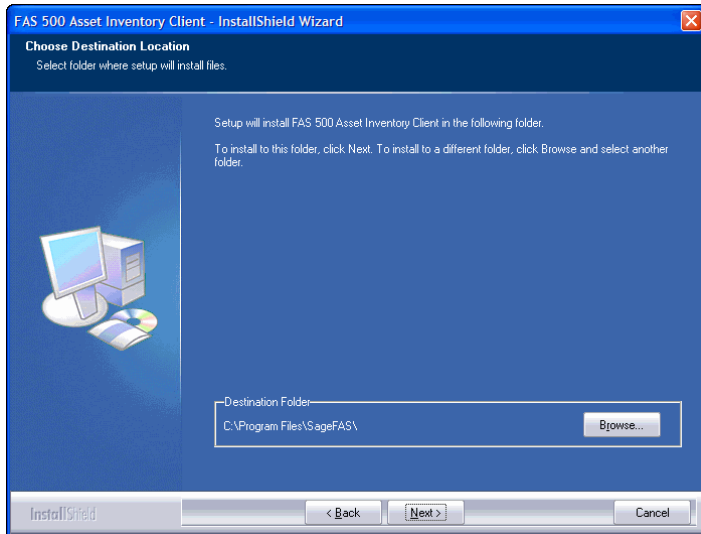 FAS 500 Asset Inventory Client - InstallShield Wizard
Choose Destination Location
Select folder where setup will install files.
Setup will install FAS 500 Asset Inventory Client in the following folder.
To install to this folder, click Next. To install to a different folder, click Browse and select another
folder.
Destination Folder
C:\Program Files\SageFAS\
Browse...
InstallShield
< Back
Next >
Cancel